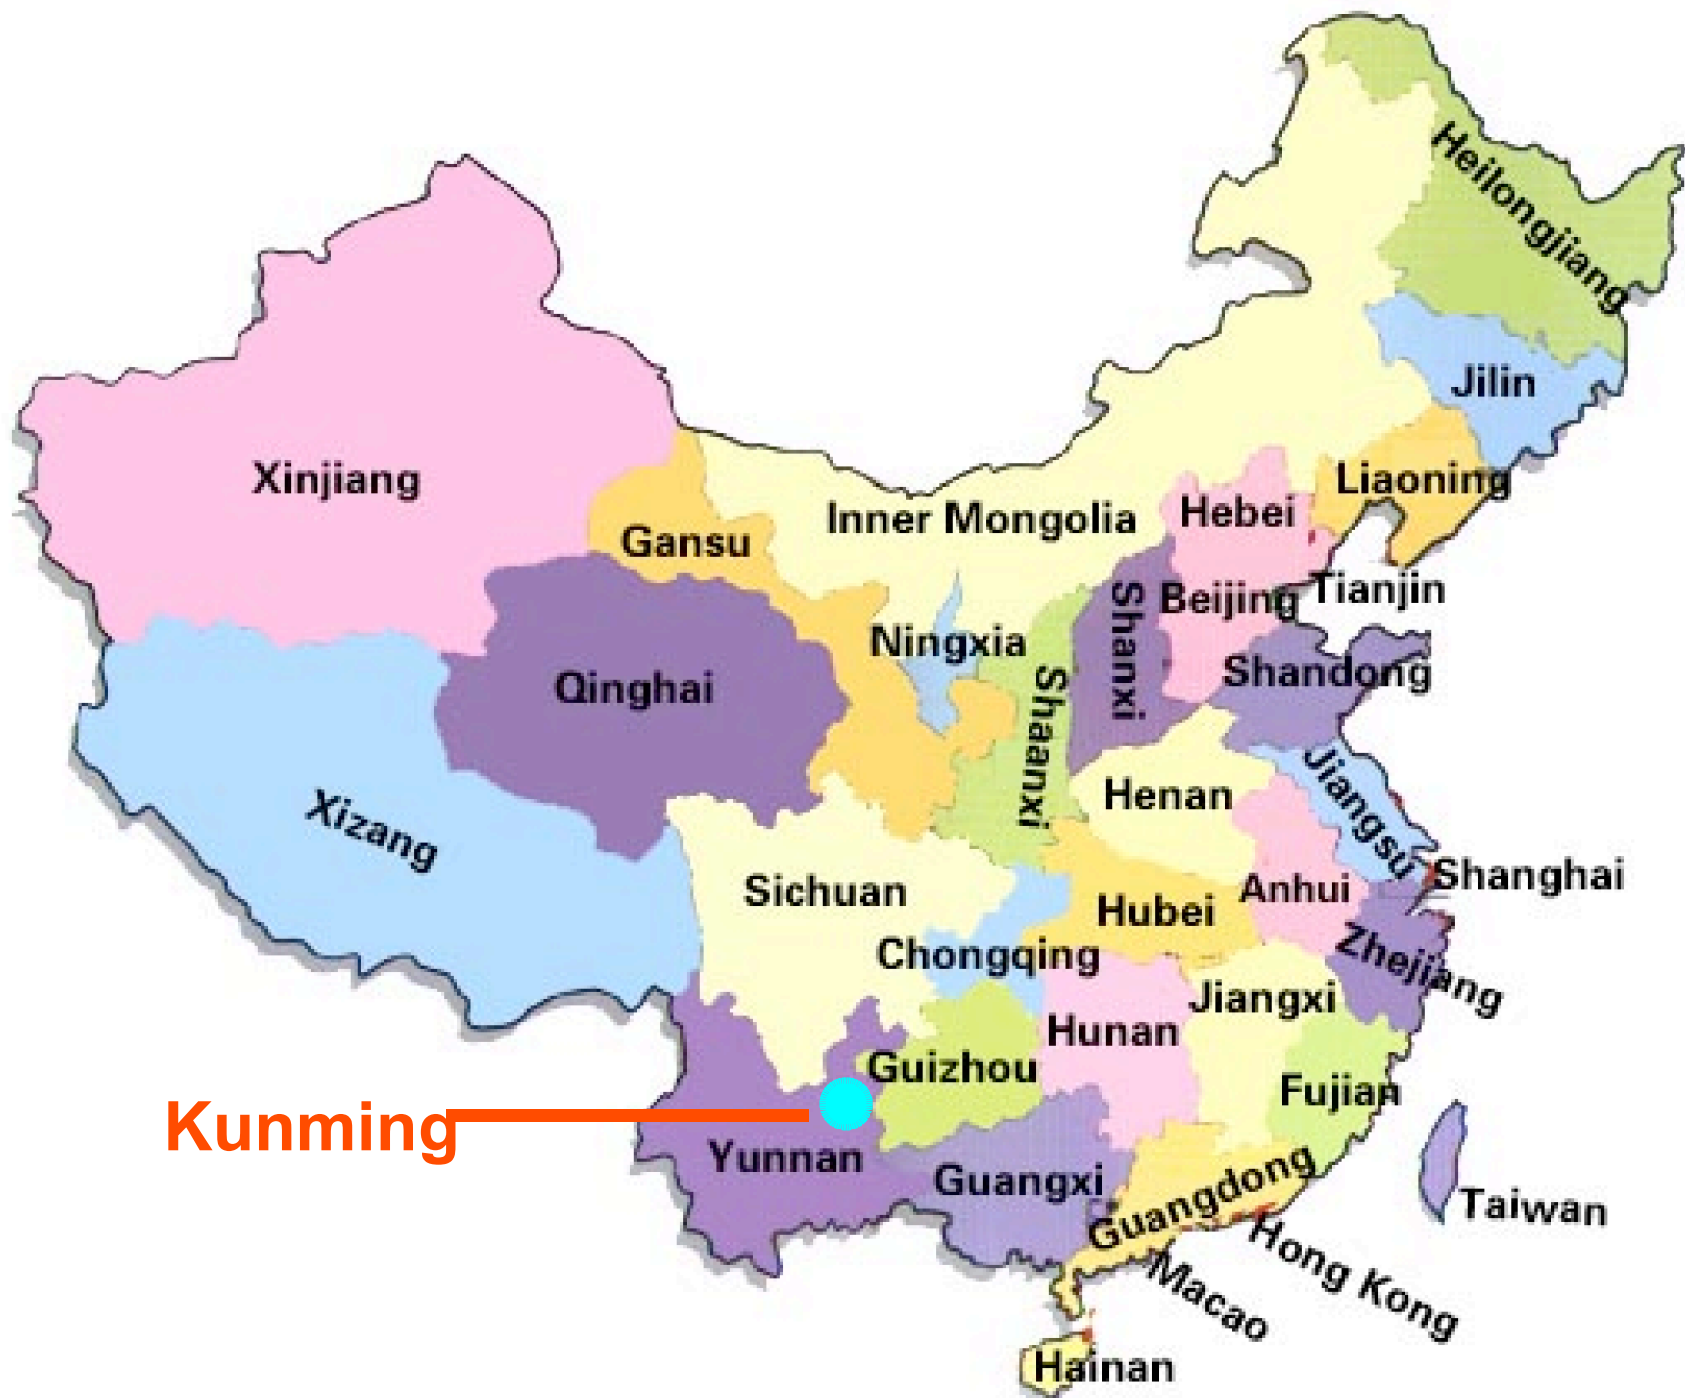 Heilongjiang
Jilin
Xinjiang
Liaoning
Inner Mongolia
Hebei
Gansu
Beijing
Tianjin
Shanxi
Ningxia
Shandong
Qinghai
Shaanxi
Henan
Jiangsu
Xizang
Sichuan
Shanghai
Anhui
Hubei
Chongqing
Zhejiang
Jiangxi
Hunan
Guizhou
Fujian
Kunming
Yunnan
Guangxi
Guangdong
Taiwan
Hong Kong
Macao
Hainan